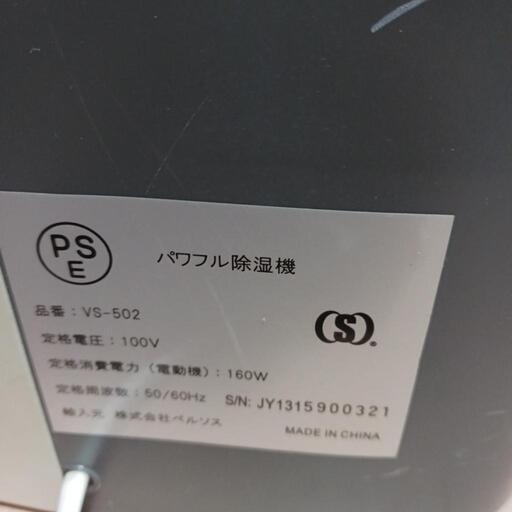 PS
E
パワフル除湿機
品番：VS-502
定格電圧：100V
定格消費電力（電動機）：160W
定格周波数：50/60Hz S/N: JY1315900321
輸入元 株式会社ベルソス
MADE IN CHINA
(S)®